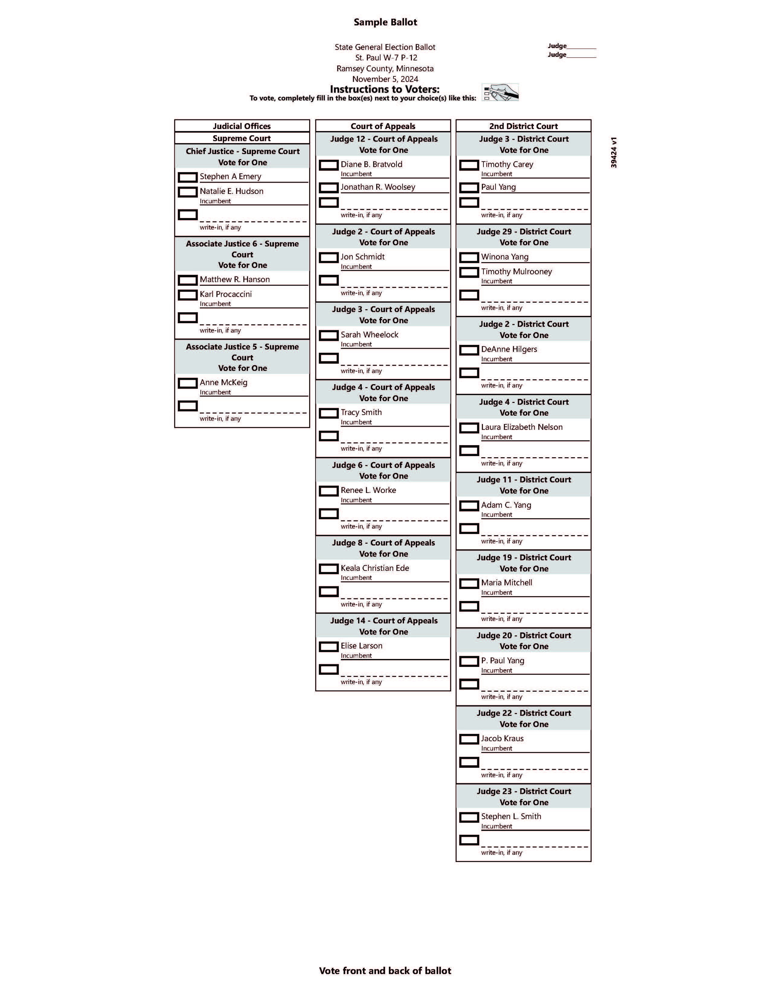 Sample Ballot
State General Election Ballot
St. Paul W-7 P-12
Ramsey County, Minnesota
November 5, 2024
Judge________
Judge________
Instructions to Voters:
To vote, completely fill in the box(es) next to your choice(s) like this:
Judicial Offices
Supreme Court
Chief Justice - Supreme Court
Vote for One
Stephen A Emery
Natalie E. Hudson
Incumbent
write-in, if any
Associate Justice 6 - Supreme
Court
Vote for One
Matthew R. Hanson
Karl Procaccini
Incumbent
write-in, if any
Associate Justice 5 - Supreme
Court
Vote for One
Anne McKeig
Incumbent
write-in, if any
Court of Appeals
Judge 12 - Court of Appeals
Vote for One
Diane B. Bratvold
Incumbent
Jonathan R. Woolsey
write-in, if any
Judge 2 - Court of Appeals
Vote for One
Jon Schmidt
Incumbent
write-in, if any
Judge 3 - Court of Appeals
Vote for One
Sarah Wheelock
Incumbent
write-in, if any
Judge 4 - Court of Appeals
Vote for One
Tracy Smith
Incumbent
write-in, if any
Judge 6 - Court of Appeals
Vote for One
Renee L. Worke
Incumbent
write-in, if any
Judge 8 - Court of Appeals
Vote for One
Keala Christian Ede
Incumbent
write-in, if any
Judge 14 - Court of Appeals
Vote for One
Elise Larson
Incumbent
write-in, if any
2nd District Court
Judge 3 - District Court
Vote for One
Timothy Carey
Incumbent
Paul Yang
write-in, if any
Judge 29 - District Court
Vote for One
Winona Yang
Timothy Mulrooney
Incumbent
write-in, if any
Judge 2 - District Court
Vote for One
DeAnne Hilgers
Incumbent
write-in, if any
Judge 4 - District Court
Vote for One
Laura Elizabeth Nelson
Incumbent
write-in, if any
Judge 11 - District Court
Vote for One
Adam C. Yang
Incumbent
write-in, if any
Judge 19 - District Court
Vote for One
Maria Mitchell
Incumbent
write-in, if any
Judge 20 - District Court
Vote for One
P. Paul Yang
Incumbent
write-in, if any
Judge 22 - District Court
Vote for One
Jacob Kraus
Incumbent
write-in, if any
Judge 23 - District Court
Vote for One
Stephen L. Smith
Incumbent
write-in, if any
39424 v1
Vote front and back of ballot